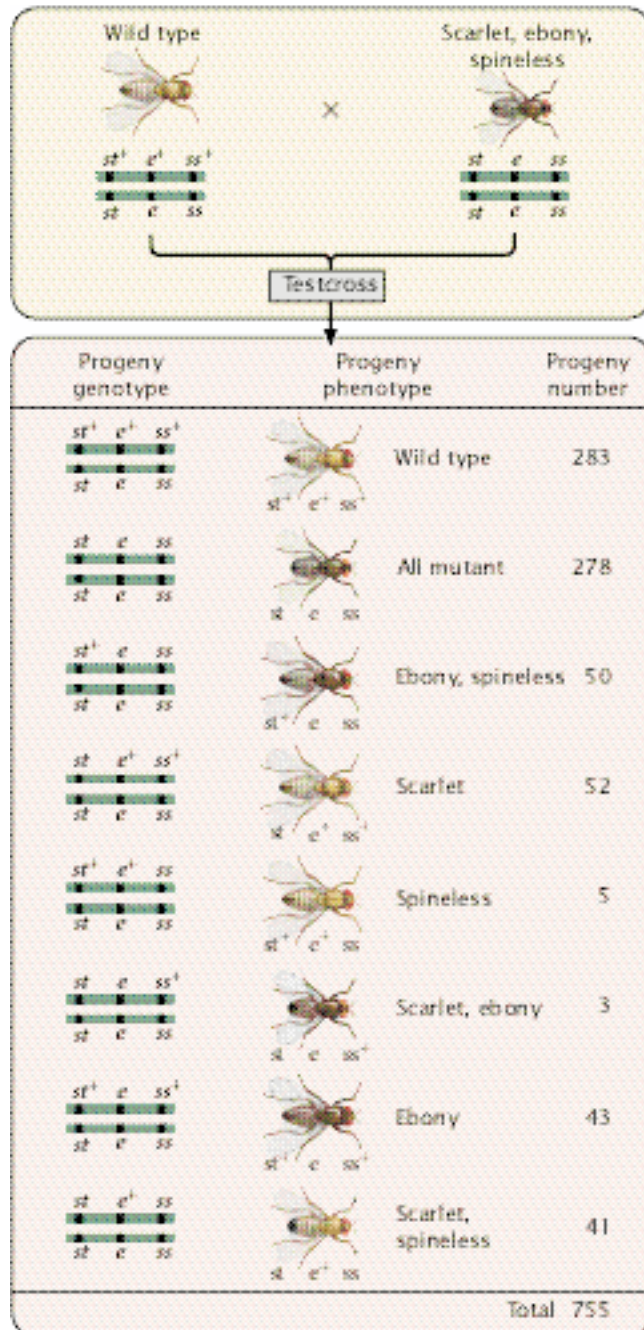 Wild type
Scarlet, ebony,
spineless
×
st⁺ e⁺ ss⁺
st e ss
st e ss
st e ss
Testcross
Progeny genotype
Progeny phenotype
Progeny number
st⁺ e⁺ ss⁺
st e ss
st⁺ e⁺ ss⁺
Wild type 283
st e ss
st e ss
st e ss
All mutant 278
st⁺ e ss
st e ss
st⁺ e ss
Ebony, spineless 50
st e⁺ ss⁺
st e ss
st e⁺ ss⁺
Scarlet 52
st⁺ e⁺ ss
st e ss
st⁺ e⁺ ss
Spineless 5
st e ss⁺
st e ss
st e ss⁺
Scarlet, ebony 3
st⁺ e ss⁺
st e ss
st⁺ e ss⁺
Ebony 43
st e⁺ ss
st e ss
st e⁺ ss
Scarlet,
spineless 41
Total 755